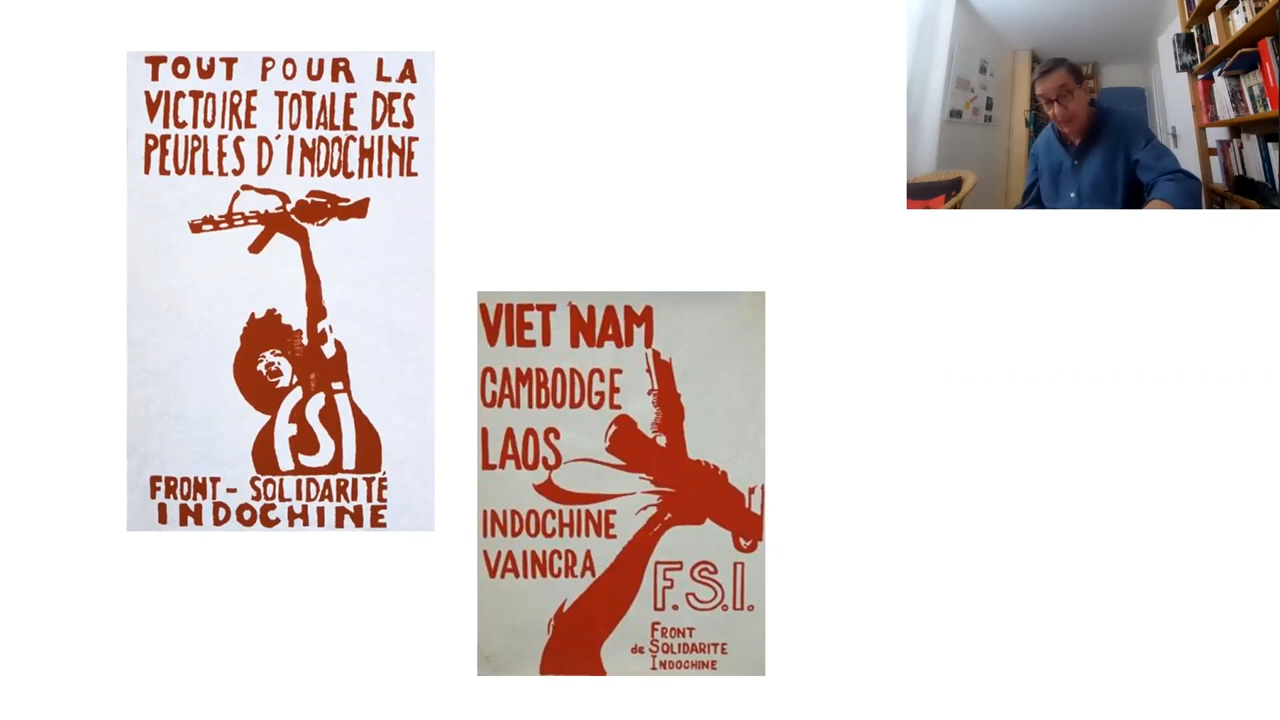 TOUT POUR LA
VICTOIRE TOTALE DES
PEUPLES D'INDOCHINE
FSI
FRONT - SOLIDARITÉ
INDOCHINE
VIET NAM
CAMBODGE
LAOS
INDOCHINE
VAINCRA
F.S.I.
FRONT
de SOLIDARITE
INDOCHINE